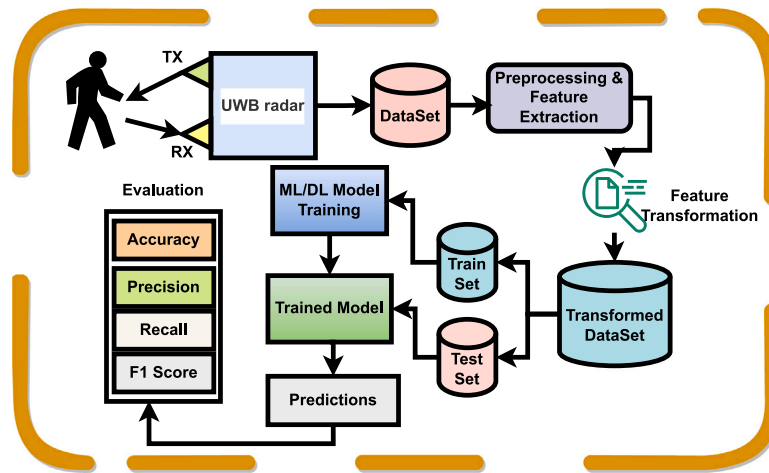 TX
UWB radar
RX
DataSet
Preprocessing &
Feature
Extraction
Feature
Transformation
Transformed
DataSet
Train
Set
Test
Set
ML/DL Model
Training
Trained Model
Predictions
Evaluation
Accuracy
Precision
Recall
F1 Score